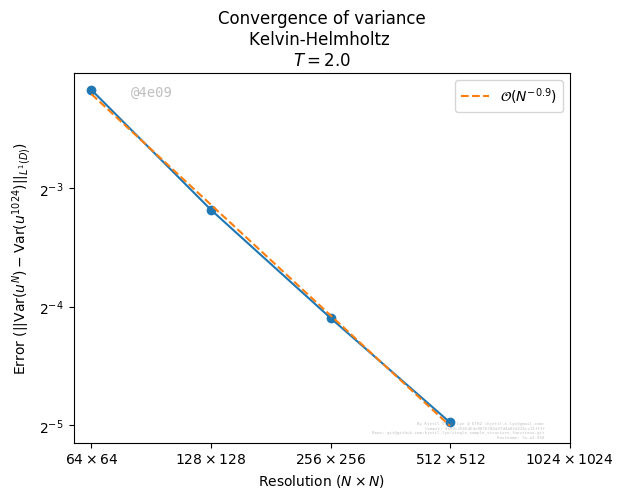 Convergence of variance
Kelvin-Helmholtz
T = 2.0
@4e09
O(N^{-0.9})
Error (||Var(u^N) − Var(u^{1024})||_{L^1(D)})
2^{-3}
2^{-4}
2^{-5}
64 × 64
128 × 128
256 × 256
512 × 512
1024 × 1024
Resolution (N × N)